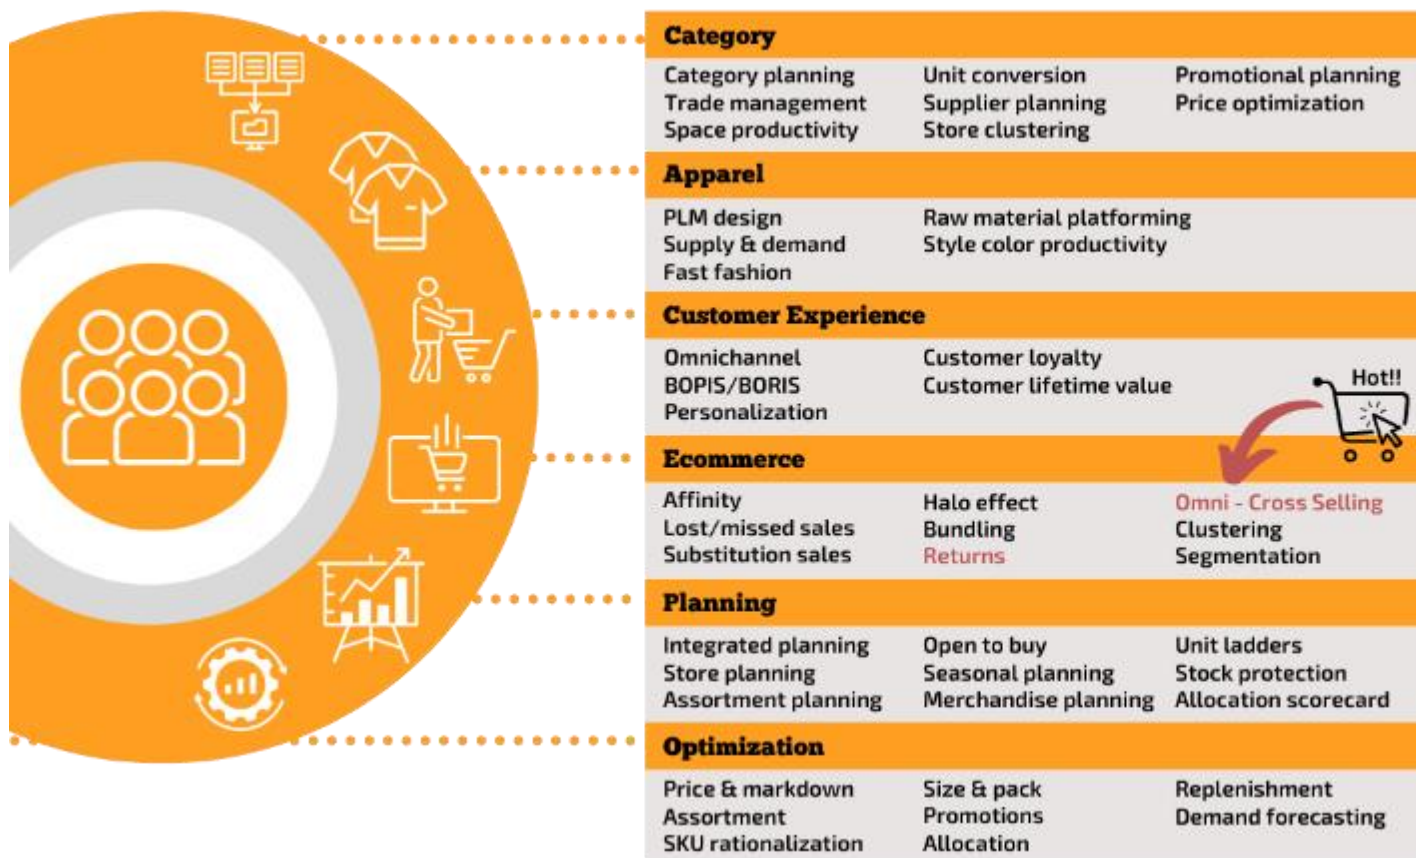 Category
Category planning
Trade management
Space productivity
Unit conversion
Supplier planning
Store clustering
Promotional planning
Price optimization
Apparel
PLM design
Supply & demand
Fast fashion
Raw material platforming
Style color productivity
Customer Experience
Omnichannel
BOPIS/BORIS
Personalization
Customer loyalty
Customer lifetime value
Hot!!
Ecommerce
Affinity
Lost/missed sales
Substitution sales
Halo effect
Bundling
Returns
Omni - Cross Selling
Clustering
Segmentation
Planning
Integrated planning
Store planning
Assortment planning
Open to buy
Seasonal planning
Merchandise planning
Unit ladders
Stock protection
Allocation scorecard
Optimization
Price & markdown
Assortment
SKU rationalization
Size & pack
Promotions
Allocation
Replenishment
Demand forecasting